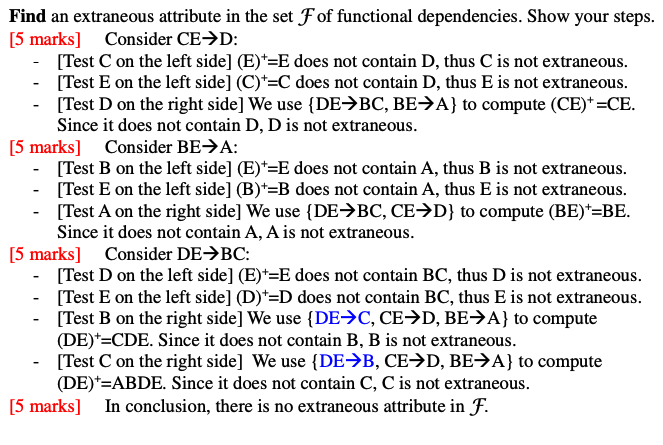 Find an extraneous attribute in the set ℱ of functional dependencies. Show your steps.
[5 marks] Consider CE→D:
- [Test C on the left side] (E)⁺=E does not contain D, thus C is not extraneous.
- [Test E on the left side] (C)⁺=C does not contain D, thus E is not extraneous.
- [Test D on the right side] We use {DE→BC, BE→A} to compute (CE)⁺=CE.
Since it does not contain D, D is not extraneous.
[5 marks] Consider BE→A:
- [Test B on the left side] (E)⁺=E does not contain A, thus B is not extraneous.
- [Test E on the left side] (B)⁺=B does not contain A, thus E is not extraneous.
- [Test A on the right side] We use {DE→BC, CE→D} to compute (BE)⁺=BE.
Since it does not contain A, A is not extraneous.
[5 marks] Consider DE→BC:
- [Test D on the left side] (E)⁺=E does not contain BC, thus D is not extraneous.
- [Test E on the left side] (D)⁺=D does not contain BC, thus E is not extraneous.
- [Test B on the right side] We use {DE→C, CE→D, BE→A} to compute
(DE)⁺=CDE. Since it does not contain B, B is not extraneous.
- [Test C on the right side] We use {DE→B, CE→D, BE→A} to compute
(DE)⁺=ABDE. Since it does not contain C, C is not extraneous.
[5 marks] In conclusion, there is no extraneous attribute in ℱ.